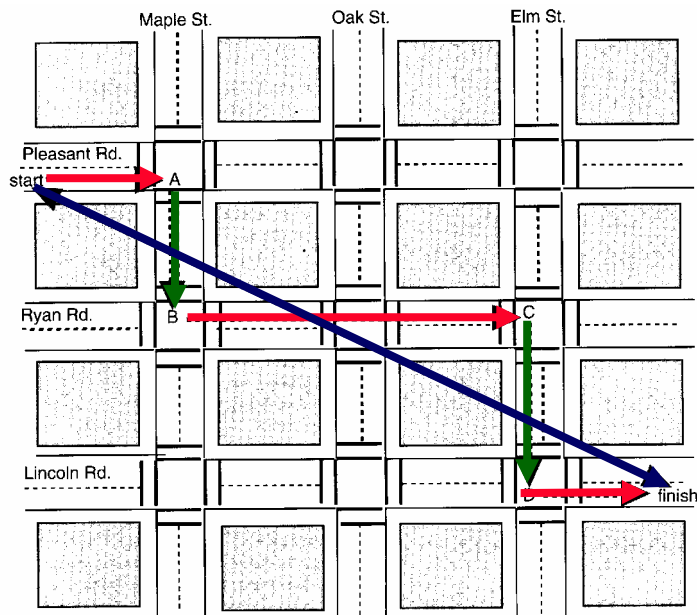 Maple St. Oak St. Elm St.
Pleasant Rd.
start A
Ryan Rd. B C
Lincoln Rd.
D finish